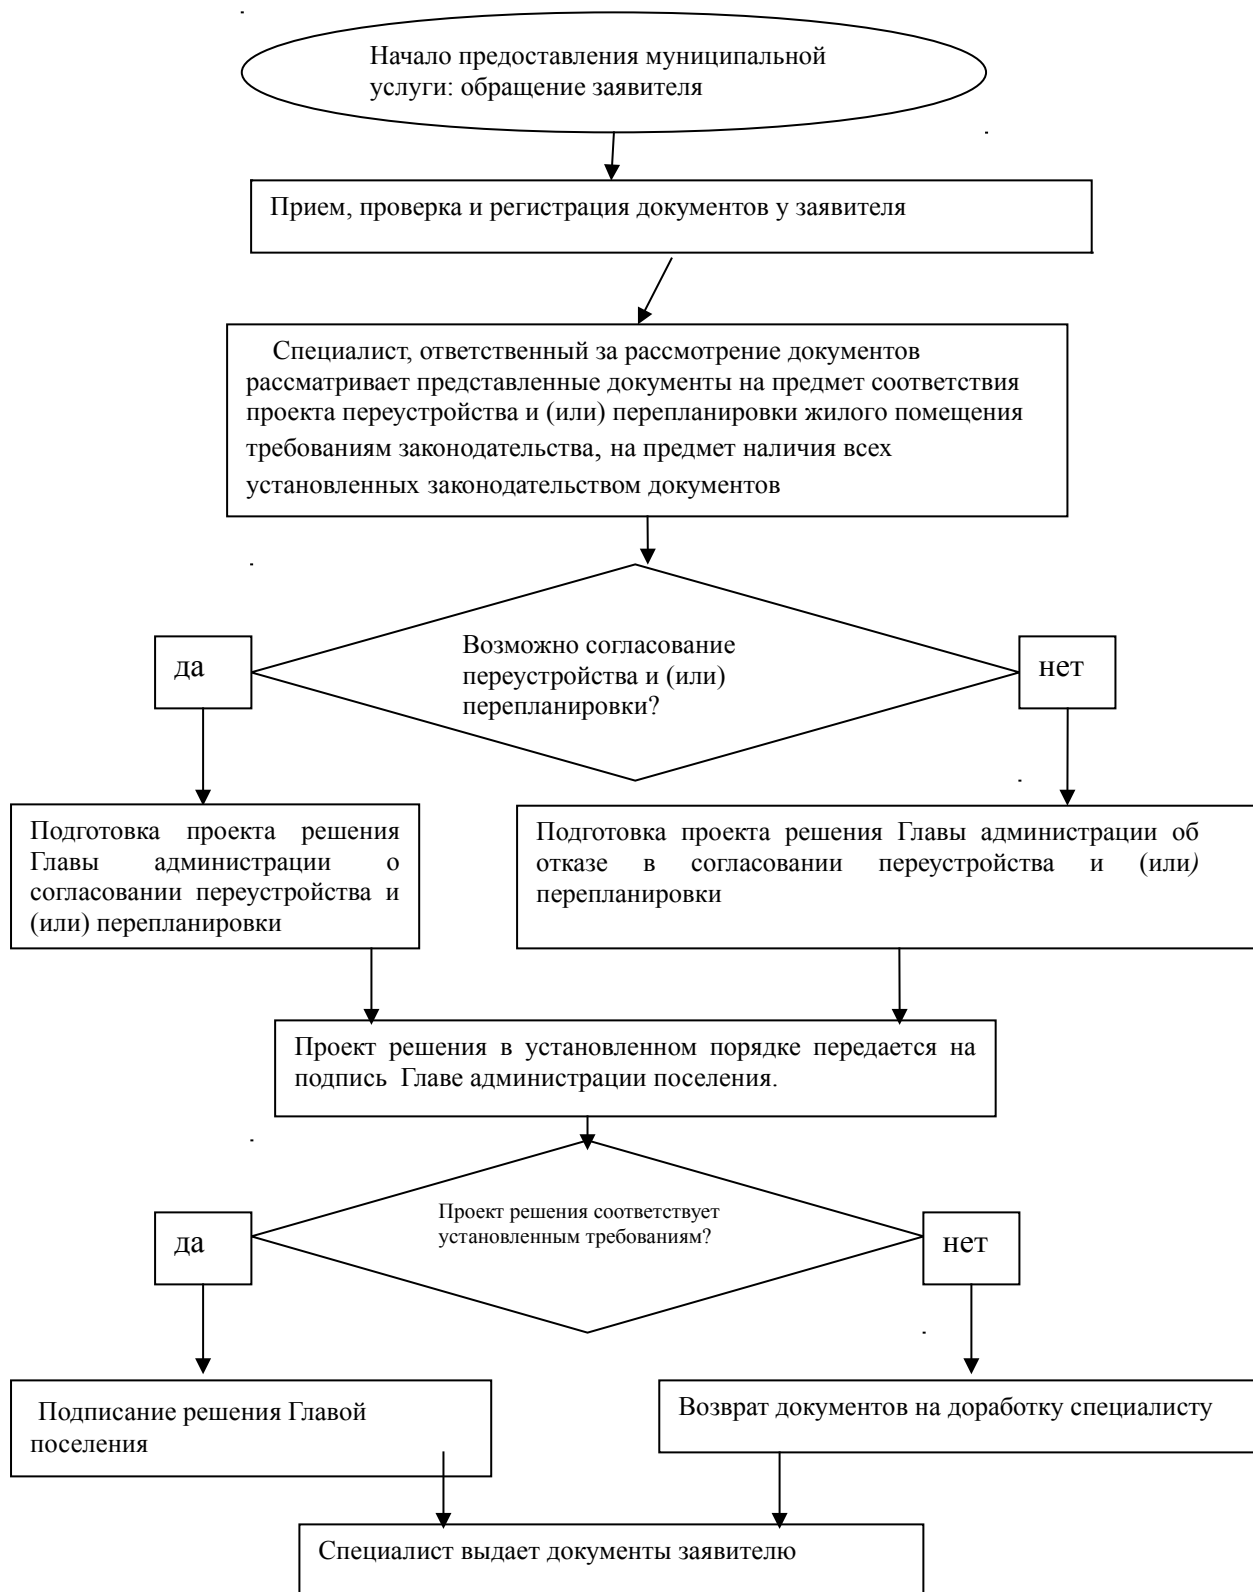 Начало предоставления муниципальной
услуги: обращение заявителя
Прием, проверка и регистрация документов у заявителя
Специалист, ответственный за рассмотрение документов
рассматривает представленные документы на предмет соответствия
проекта переустройства и (или) перепланировки жилого помещения
требованиям законодательства, на предмет наличия всех
установленных законодательством документов
да
Возможно согласование
переустройства и (или)
перепланировки?
нет
Подготовка проекта решения
Главы администрации о
согласовании переустройства и
(или) перепланировки
Подготовка проекта решения Главы администрации об
отказе в согласовании переустройства и (или)
перепланировки
Проект решения в установленном порядке передается на
подпись Главе администрации поселения.
да
Проект решения соответствует
установленным требованиям?
нет
Подписание решения Главой
поселения
Возврат документов на доработку специалисту
Специалист выдает документы заявителю